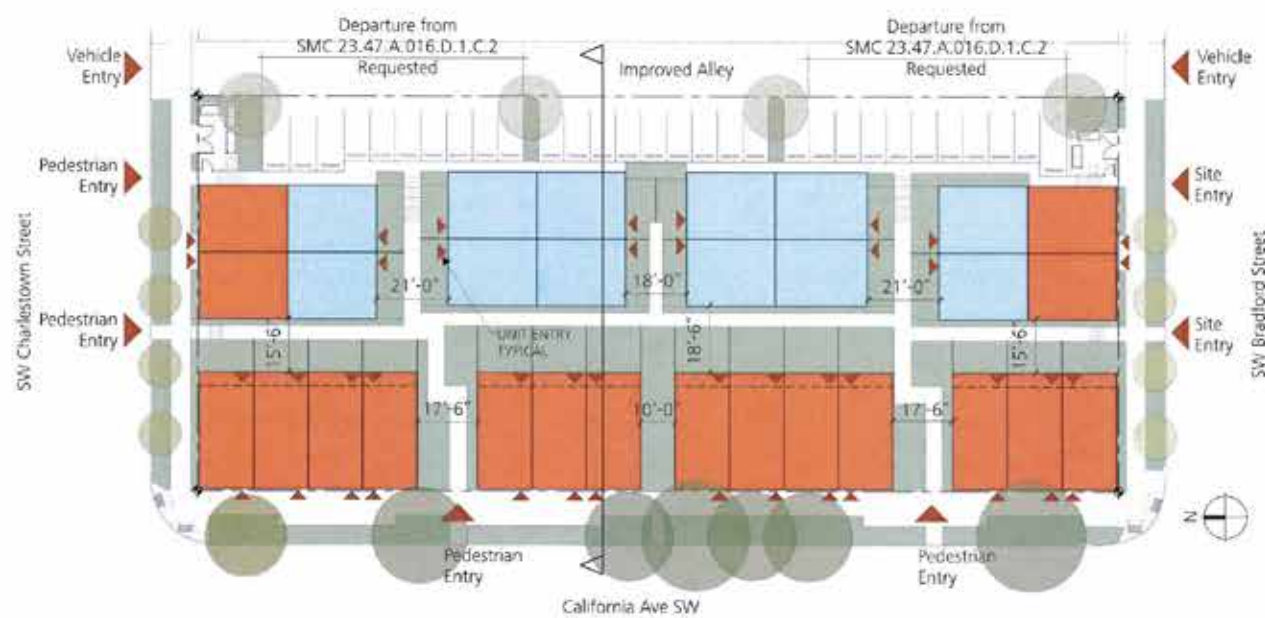 Departure from
SMC 23.47.A.016.D.1.C.2
Requested
Departure from
SMC 23.47.A.016.D.1.C.2
Requested
Vehicle
Entry
Improved Alley
Vehicle
Entry
Pedestrian
Entry
Site
Entry
SW Charlestown Street
SW Bradford Street
21'-0"
18'-0"
21'-0"
Pedestrian
Entry
UNIT ENTRY
TYPICAL
Site
Entry
15'-6
18'-6"
15'-6
17'-6"
10'-0"
17'-6
N
Pedestrian
Entry
Pedestrian
Entry
California Ave SW